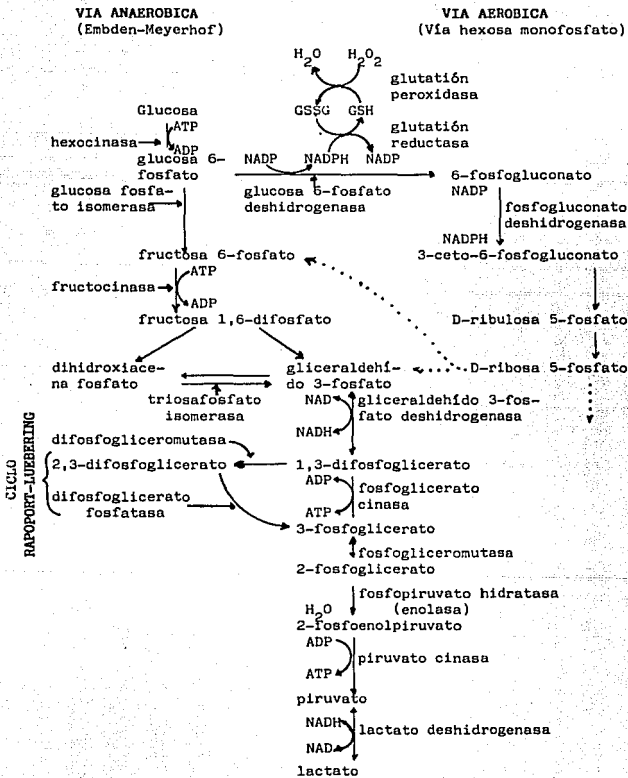 VIA ANAEROBICA
(Embden-Meyerhof)
VIA AEROBICA
(Vía hexosa monofosfato)
H2O H2O2
glutatión
peroxidasa
GSSG GSH
glutatión
reductasa
Glucosa
ATP
hexocinasa
ADP
glucosa 6-
fosfato
NADP NADPH NADP
glucosa 6-fosfato
deshidrogenasa
6-fosfogluconato
NADP
fosfogluconato
deshidrogenasa
NADPH
3-ceto-6-fosfogluconato
glucosa fosfa-
to isomerasa
fructosa 6-fosfato
ATP
fructocinasa
ADP
fructosa 1,6-difosfato
D-ribulosa 5-fosfato
dihidroxiace-
na fosfato
gliceraldehí-
do 3-fosfato
D-ribosa 5-fosfato
triosafosfato
isomerasa
NAD
gliceraldehído 3-fos-
fato deshidrogenasa
NADH
CICLO
RAPOPORT-LUEBERING
difosfogliceromutasa
2,3-difosfoglicerato
1,3-difosfoglicerato
difosfoglicerato
fosfatasa
ADP
fosfoglicerato
cinasa
ATP
3-fosfoglicerato
fosfogliceromutasa
2-fosfoglicerato
fosfopiruvato hidratasa
(enolasa)
H2O
2-fosfoenolpiruvato
ADP
piruvato cinasa
ATP
piruvato
NADH
lactato deshidrogenasa
NAD
lactato